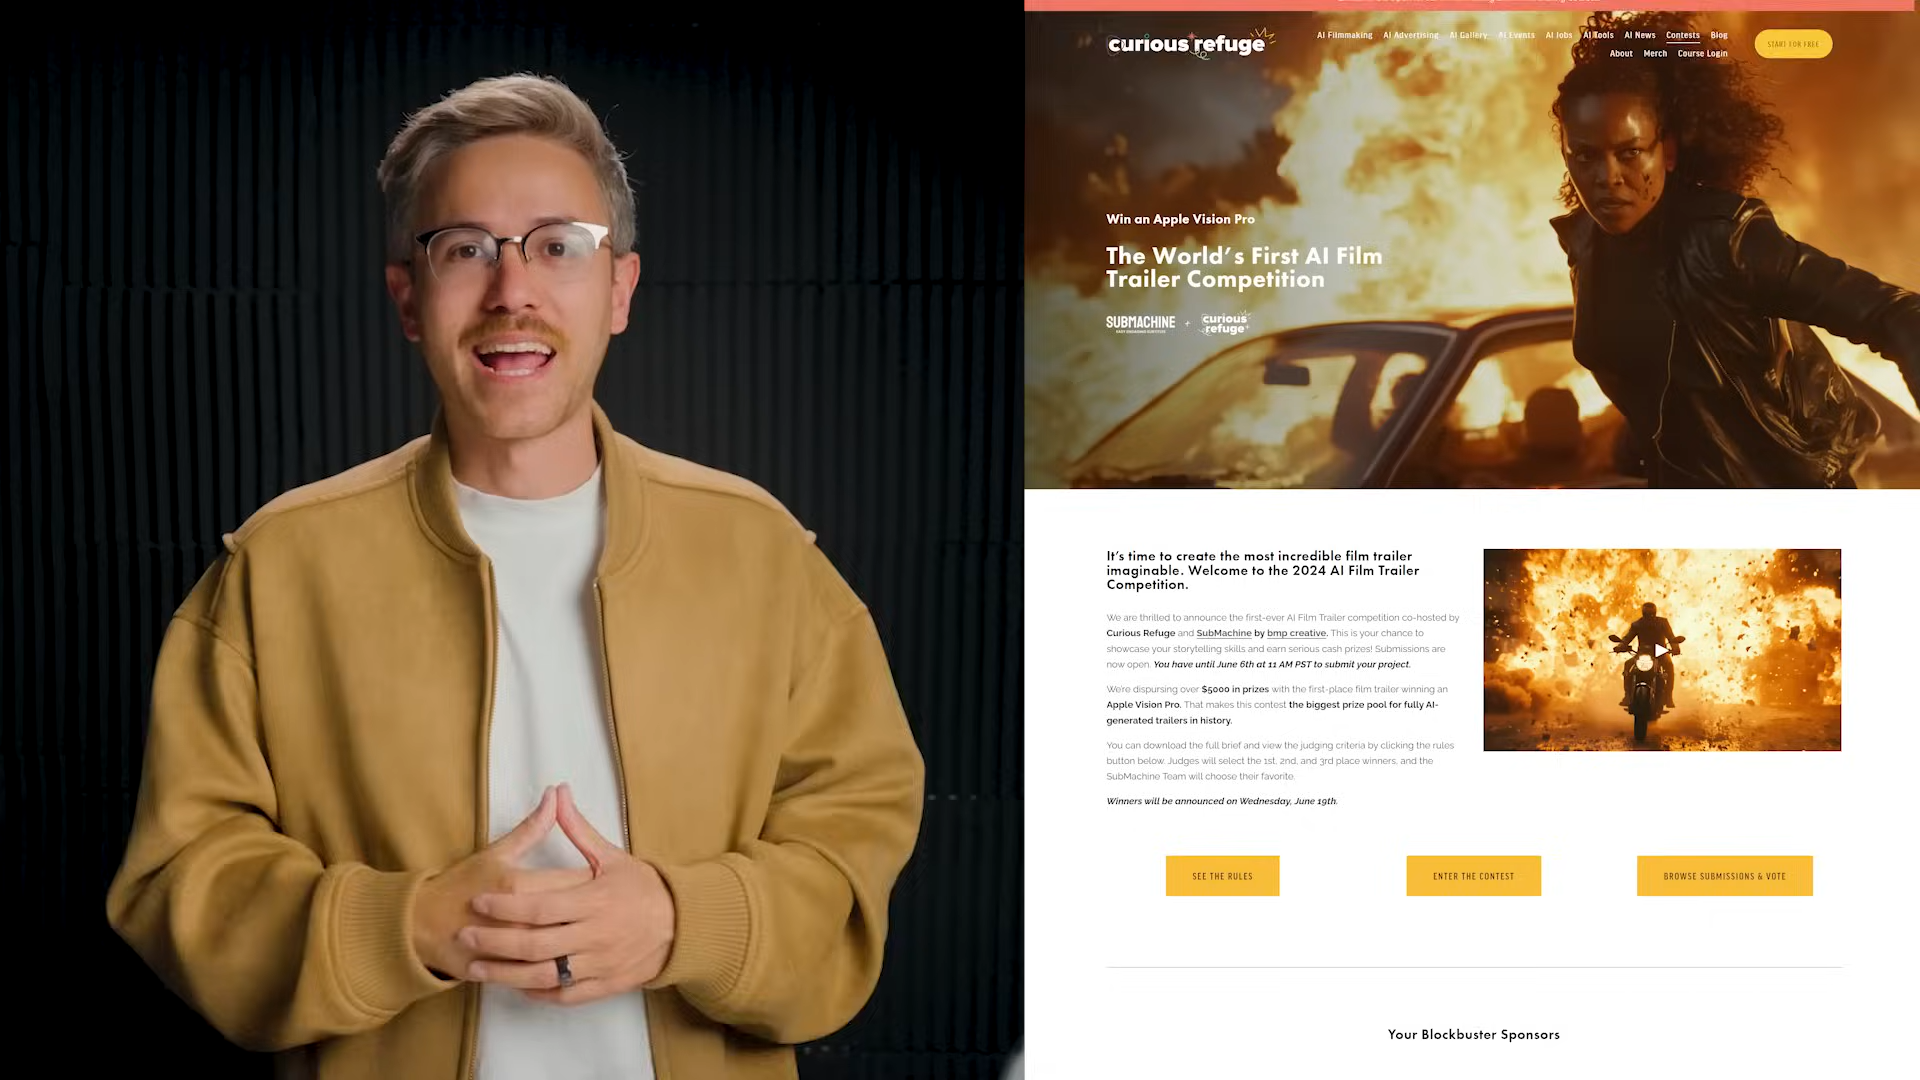 curious refuge
AI Filmmaking AI Advertising AI Gallery AI Events AI Jobs AI Tools AI News Contests Blog
About Merch Course Login
START FOR FREE
Win an Apple Vision Pro
The World's First AI Film
Trailer Competition
SUBMACHINE + curious refuge
It's time to create the most incredible film trailer
imaginable. Welcome to the 2024 AI Film Trailer
Competition.
We are thrilled to announce the first-ever AI Film Trailer competition co-hosted by
Curious Refuge and SubMachine by bmp creative. This is your chance to
showcase your storytelling skills and earn serious cash prizes! Submissions are
now open. You have until June 6th at 11 AM PST to submit your project.
We're dispursing over $5000 in prizes with the first-place film trailer winning an
Apple Vision Pro. That makes this contest the biggest prize pool for fully AI-
generated trailers in history.
You can download the full brief and view the judging criteria by clicking the rules
button below. Judges will select the 1st, 2nd, and 3rd place winners, and the
SubMachine Team will choose their favorite.
Winners will be announced on Wednesday, June 19th.
SEE THE RULES
ENTER THE CONTEST
BROWSE SUBMISSIONS & VOTE
Your Blockbuster Sponsors